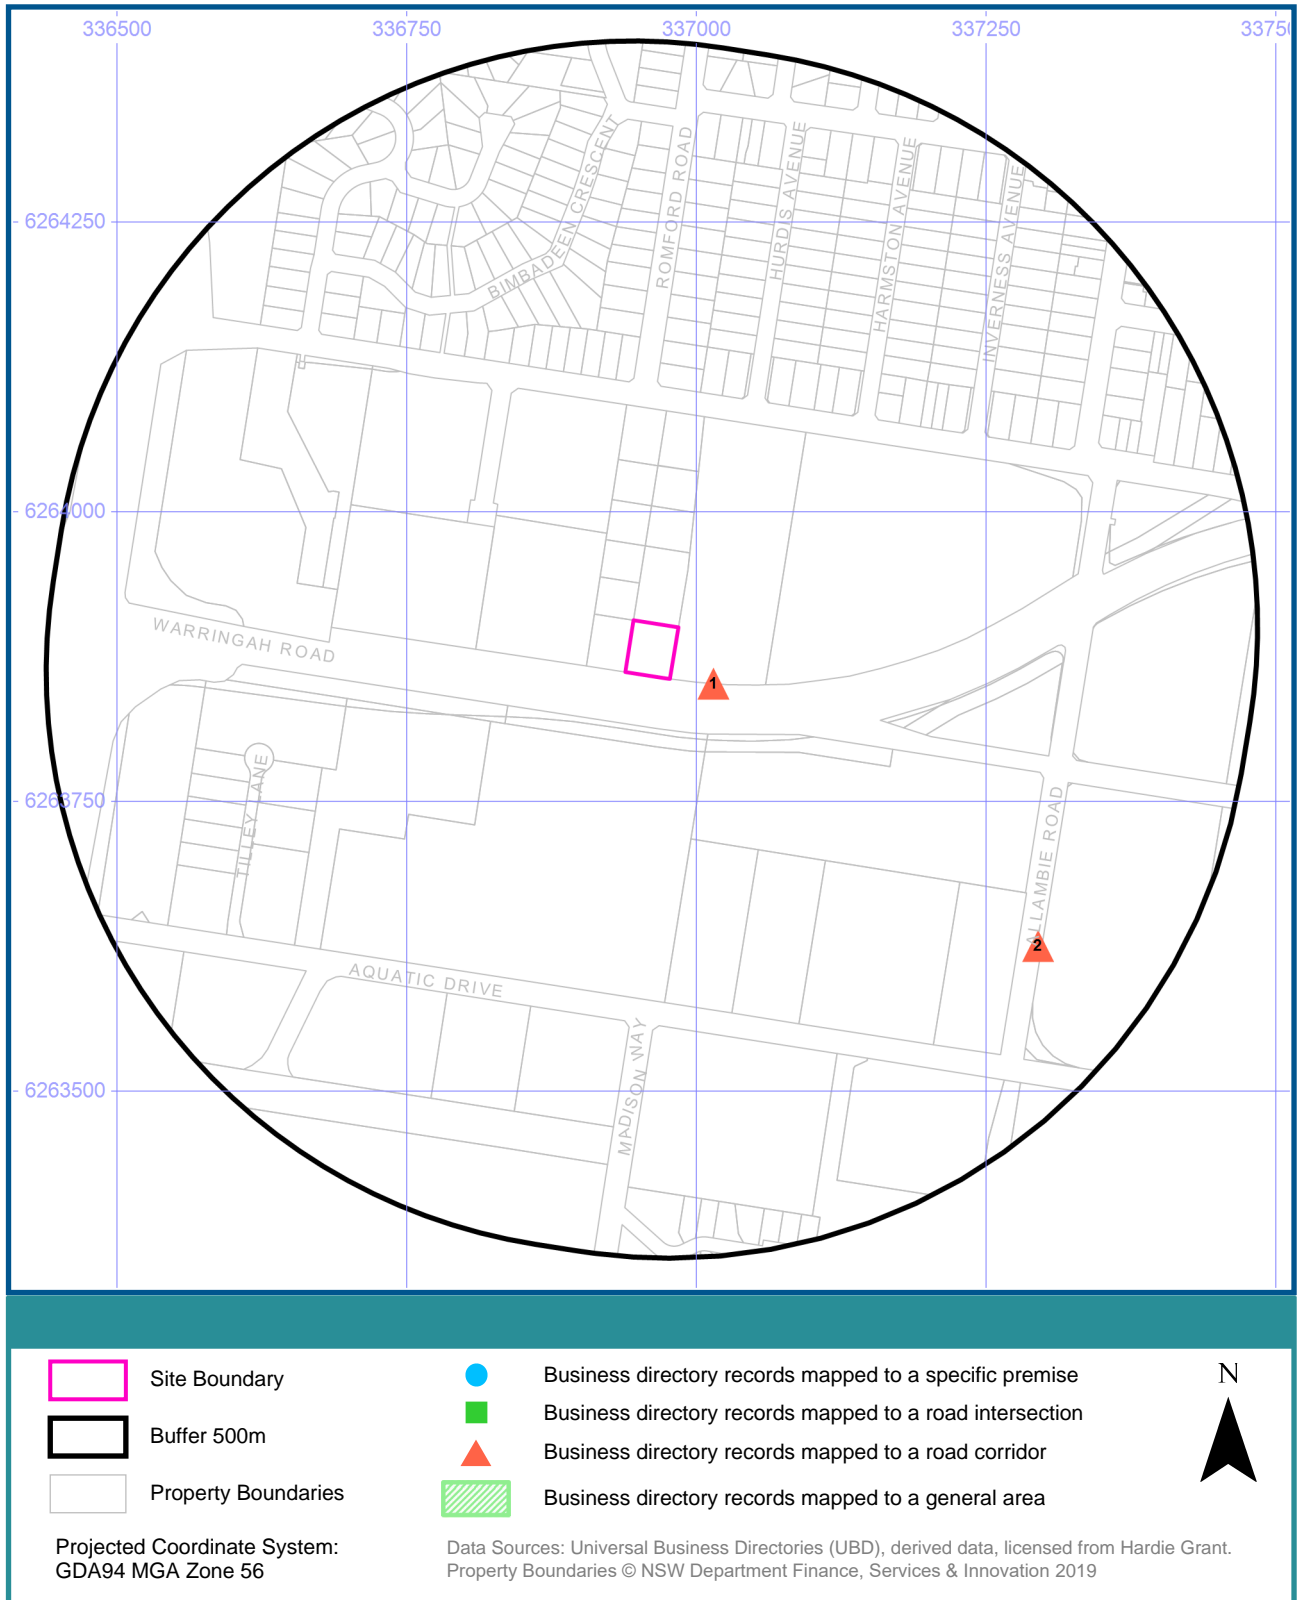 336500 336750 337000 337250 33750
6264250
6264000
6263750
6263500
BIMBADEEN CRESCENT
ROMFORD ROAD
HURDIS AVENUE
HARMSTON AVENUE
INVERNESS AVENUE
WARRINGAH ROAD
1
TILLEY LANE
ALLAMBIE ROAD
2
AQUATIC DRIVE
MADISON WAY
Site Boundary
Buffer 500m
Property Boundaries
Projected Coordinate System:
GDA94 MGA Zone 56
Business directory records mapped to a specific premise
Business directory records mapped to a road intersection
Business directory records mapped to a road corridor
Business directory records mapped to a general area
Data Sources: Universal Business Directories (UBD), derived data, licensed from Hardie Grant.
Property Boundaries © NSW Department Finance, Services & Innovation 2019
N